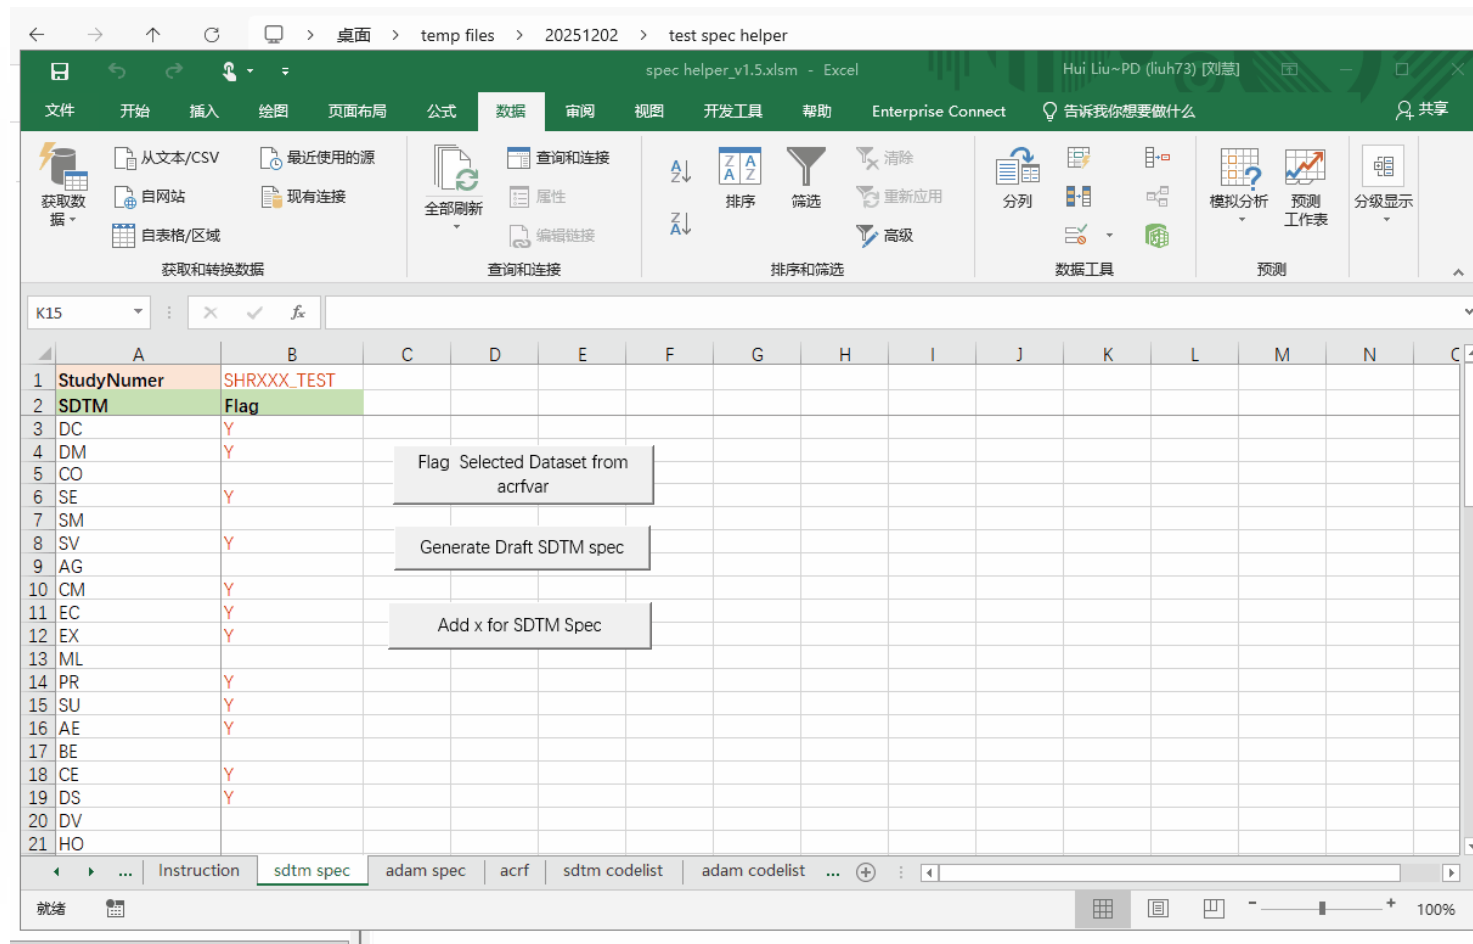 桌面 > temp files > 20251202 > test spec helper
spec helper_v1.5.xlsm - Excel
Hui Liu~PD (liuh73) [刘慧]
文件 开始 插入 绘图 页面布局 公式 数据 审阅 视图 开发工具 帮助 Enterprise Connect 告诉我你想要做什么 共享
获取数据
从文本/CSV
自网站
自表格/区域
最近使用的源
现有连接
获取和转换数据
全部刷新
查询和连接
属性
编辑链接
查询和连接
排序
筛选
清除
重新应用
高级
排序和筛选
分列
数据工具
模拟分析
预测
工作表
预测
分级显示
K15
fx
A B C D E F G H I J K L M N
1 StudyNumer SHRXXX_TEST
2 SDTM Flag
3 DC Y
4 DM Y
5 CO
6 SE Y
7 SM
8 SV Y
9 AG
10 CM Y
11 EC Y
12 EX Y
13 ML
14 PR Y
15 SU Y
16 AE Y
17 BE
18 CE Y
19 DS Y
20 DV
21 HO
Flag Selected Dataset from
acrfvar
Generate Draft SDTM spec
Add x for SDTM Spec
... Instruction sdtm spec adam spec acrf sdtm codelist adam codelist ...
就绪
100%